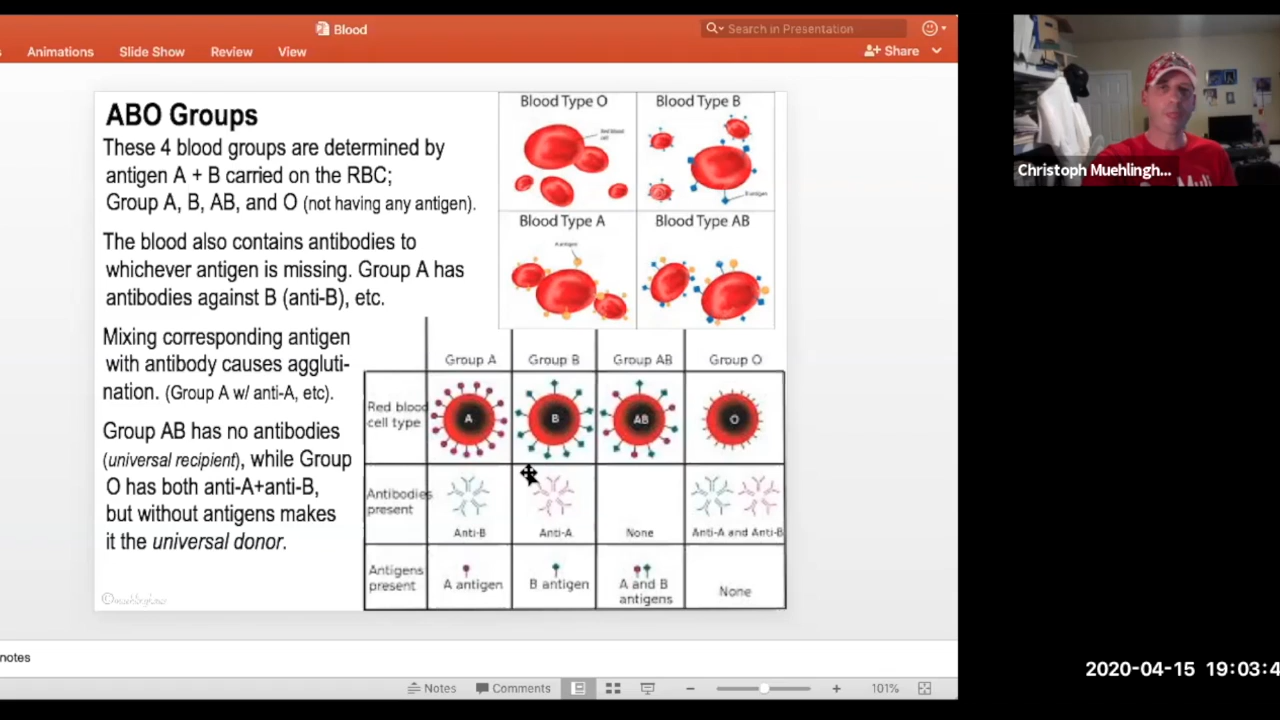 Blood
Search in Presentation
Animations
Slide Show
Review
View
Share
ABO Groups
These 4 blood groups are determined by
antigen A + B carried on the RBC;
Group A, B, AB, and O (not having any antigen).
The blood also contains antibodies to
whichever antigen is missing. Group A has
antibodies against B (anti-B), etc.
Mixing corresponding antigen
with antibody causes aggluti-
nation. (Group A w/ anti-A, etc).
Group AB has no antibodies
(universal recipient), while Group
O has both anti-A+anti-B,
but without antigens makes
it the universal donor.
Blood Type O
Red blood
cell
Blood Type B
B antigen
Blood Type A
A antigen
Blood Type AB
Group A
Group B
Group AB
Group O
Red blood
cell type
A
B
AB
O
Antibodies
present
Anti-B
Anti-A
None
Anti-A and Anti-B
Antigens
present
A antigen
B antigen
A and B
antigens
None
notes
Notes
Comments
101%
Christoph Muehlingh...
2020-04-15 19:03:4